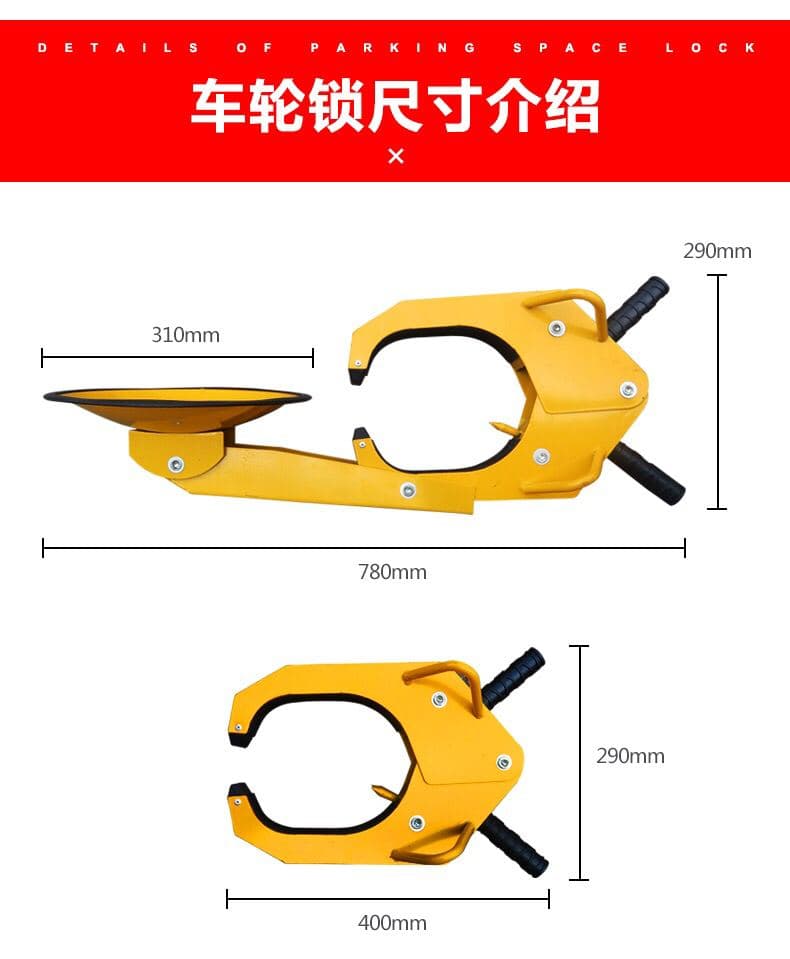 DETAILS OF PARKING SPACE LOCK
车轮锁尺寸介绍
290mm
310mm
780mm
290mm
400mm